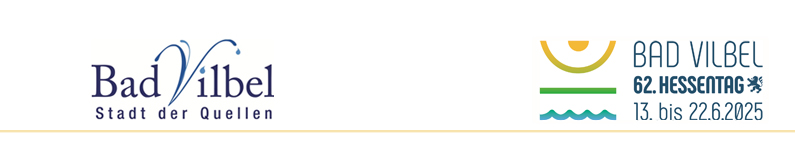 Bad Vilbel
Stadt der Quellen
BAD VILBEL
62. HESSENTAG
13. bis 22.6.2025